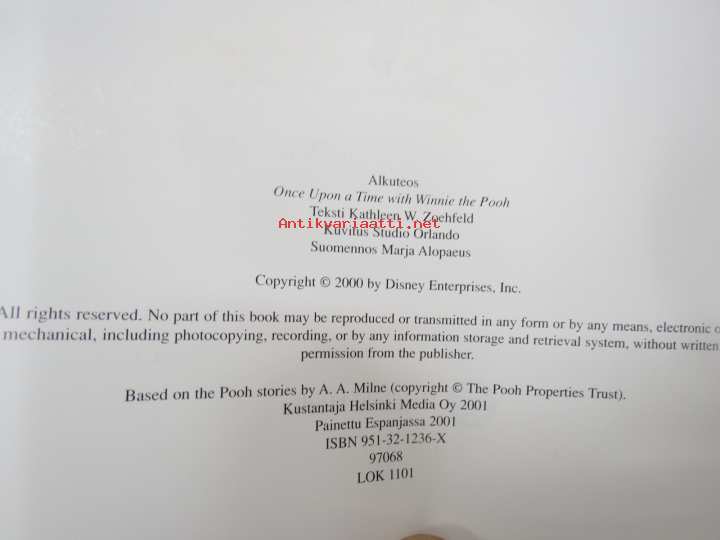 Alkuteos
Once Upon a Time with Winnie the Pooh
Teksti Kathleen W. Zoehfeld
Antikvariaatti.net
Kuvitus Studio Orlando
Suomennos Marja Alopaeus
Copyright © 2000 by Disney Enterprises, Inc.
All rights reserved. No part of this book may be reproduced or transmitted in any form or by any means, electronic
mechanical, including photocopying, recording, or by any information storage and retrieval system, without written
permission from the publisher.
Based on the Pooh stories by A. A. Milne (copyright © The Pooh Properties Trust).
Kustantaja Helsinki Media Oy 2001
Painettu Espanjassa 2001
ISBN 951-32-1236-X
97068
LOK 1101